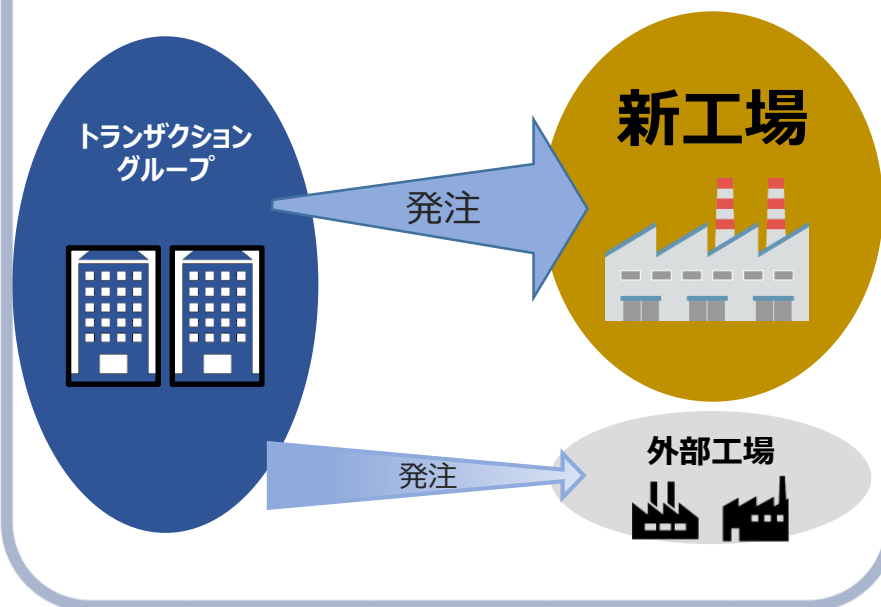 トランザクション
グループ
発注
新工場
発注
外部工場